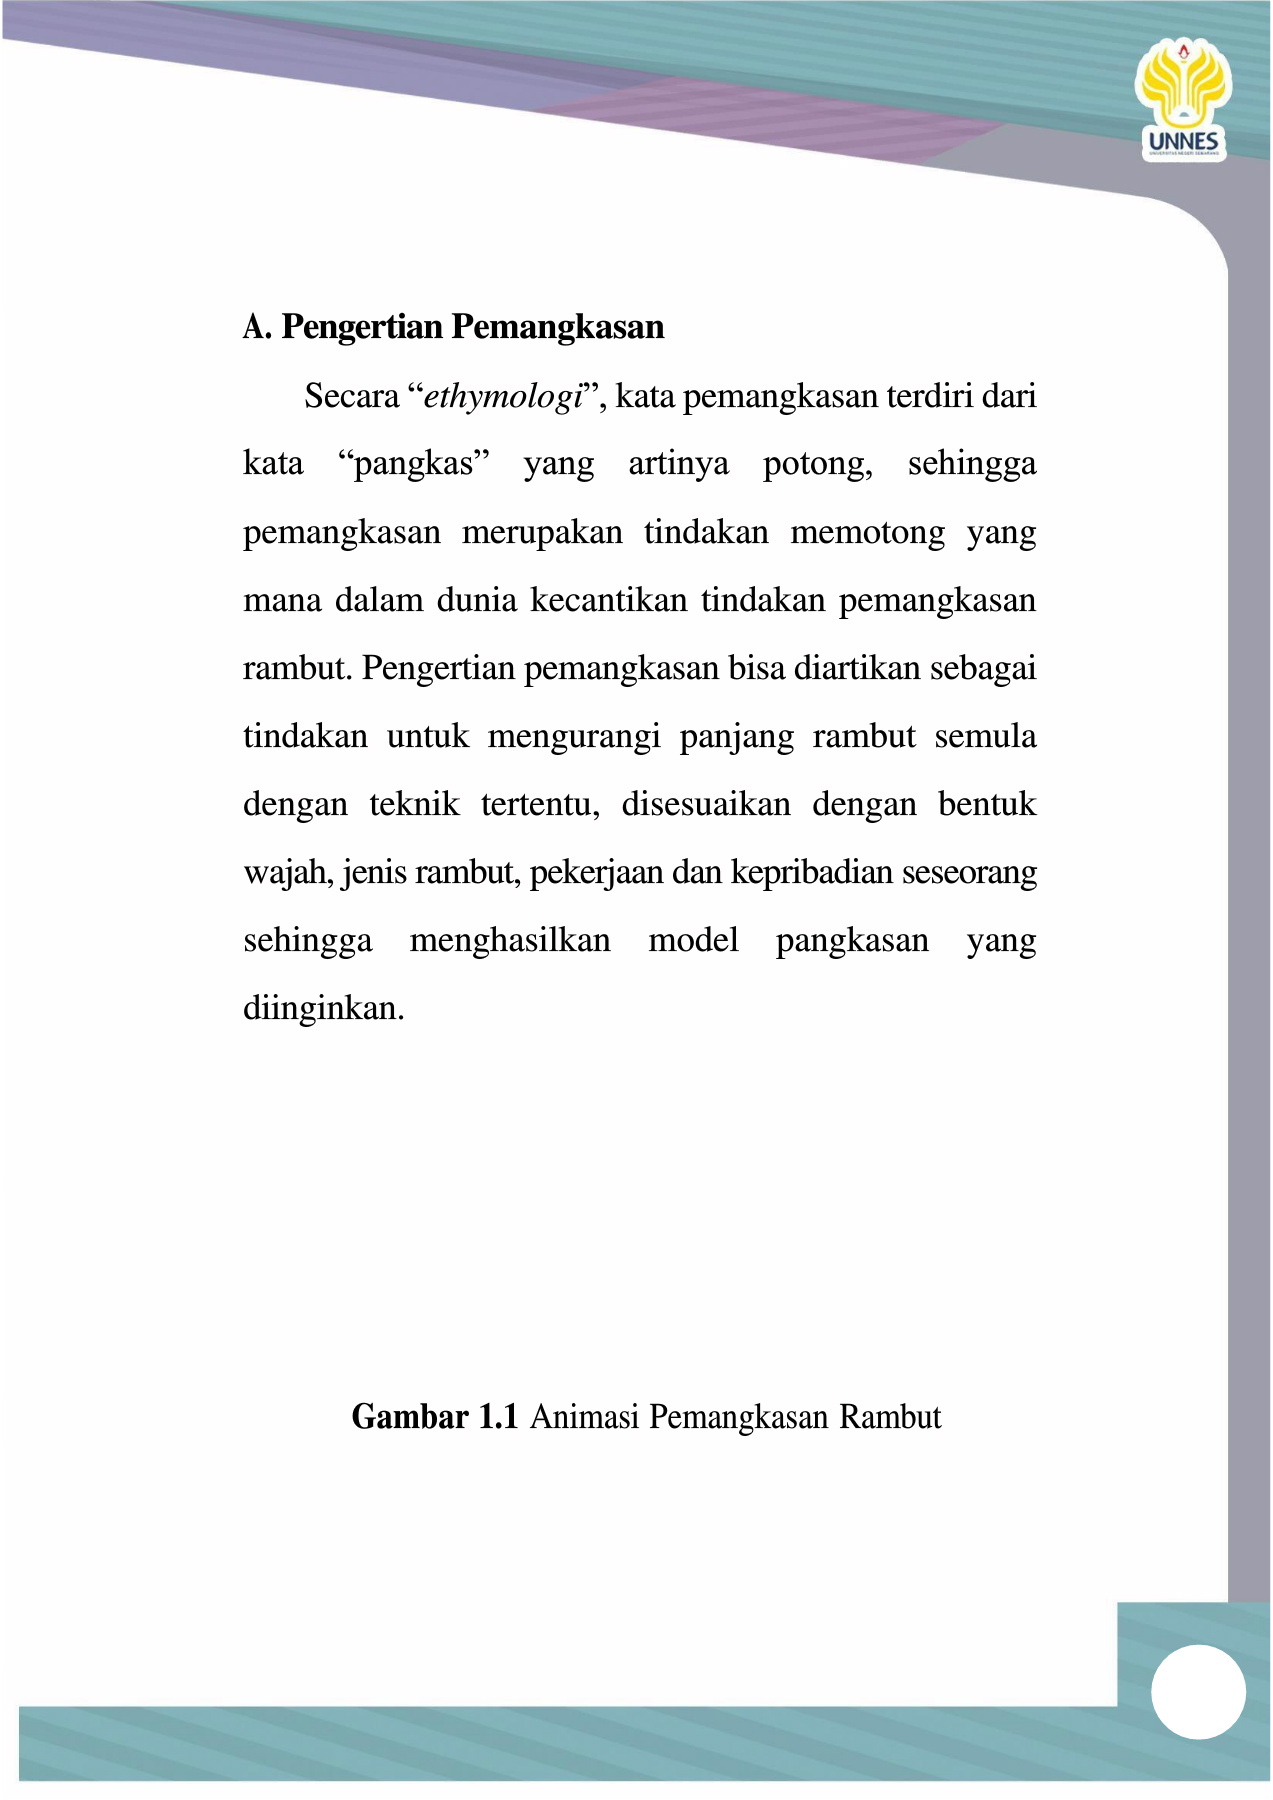 UNNES
UNIVERSITAS NEGERI SEMARANG
A. Pengertian Pemangkasan
Secara “ethymologi”, kata pemangkasan terdiri dari
kata “pangkas” yang artinya potong, sehingga
pemangkasan merupakan tindakan memotong yang
mana dalam dunia kecantikan tindakan pemangkasan
rambut. Pengertian pemangkasan bisa diartikan sebagai
tindakan untuk mengurangi panjang rambut semula
dengan teknik tertentu, disesuaikan dengan bentuk
wajah, jenis rambut, pekerjaan dan kepribadian seseorang
sehingga menghasilkan model pangkasan yang
diinginkan.
Gambar 1.1 Animasi Pemangkasan Rambut